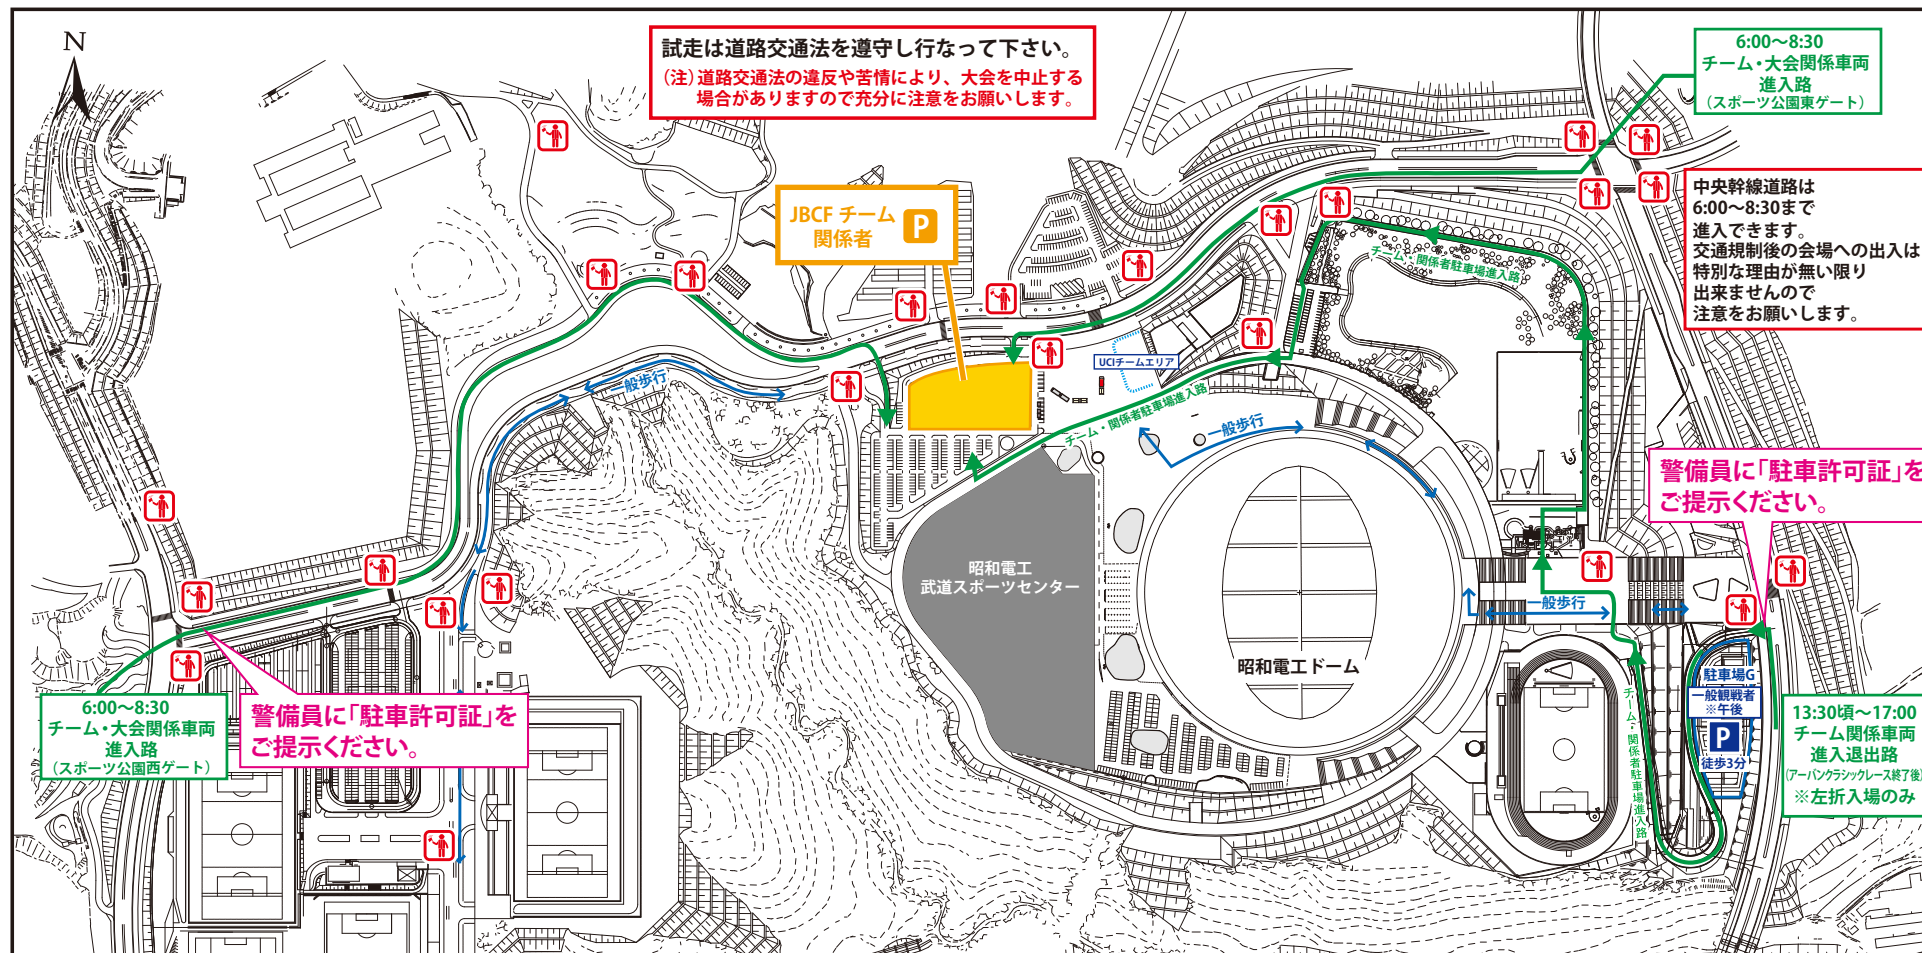 N
試走は道路交通法を遵守し行なって下さい。
(注)道路交通法の違反や苦情により、大会を中止する
場合がありますので充分に注意をお願いします。
6:00〜8:30
チーム・大会関係車両
進入路
(スポーツ公園東ゲート)
中央幹線道路は
6:00〜8:30まで
進入できます。
交通規制後の会場への出入は
特別な理由が無い限り
出来ませんので
注意をお願いします。
JBCF チーム
関係者 P
チーム・関係者駐車場進入路
UCIチームエリア
チーム・関係者駐車場進入路
一般歩行
一般歩行
警備員に「駐車許可証」を
ご提示ください。
昭和電工
武道スポーツセンター
昭和電工ドーム
一般歩行
駐車場G
一般観戦者
※午後
P
徒歩3分
チーム・関係者駐車場進入路
13:30頃〜17:00
チーム関係車両
進入退出路
(アーバンクラシックレース終了後)
※左折入場のみ
6:00〜8:30
チーム・大会関係車両
進入路
(スポーツ公園西ゲート)
警備員に「駐車許可証」を
ご提示ください。